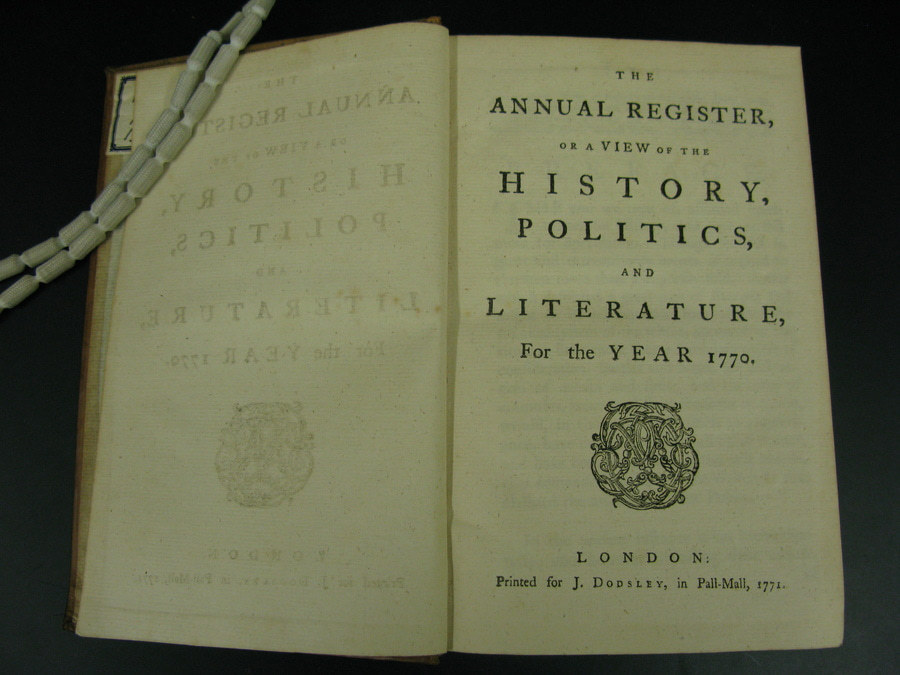 THE
ANNUAL REGISTER,
OR A VIEW OF THE
HISTORY,
POLITICS,
AND
LITERATURE,
For the YEAR 1770.
LONDON:
Printed for J. DODSLEY, in Pall-Mall, 1771.